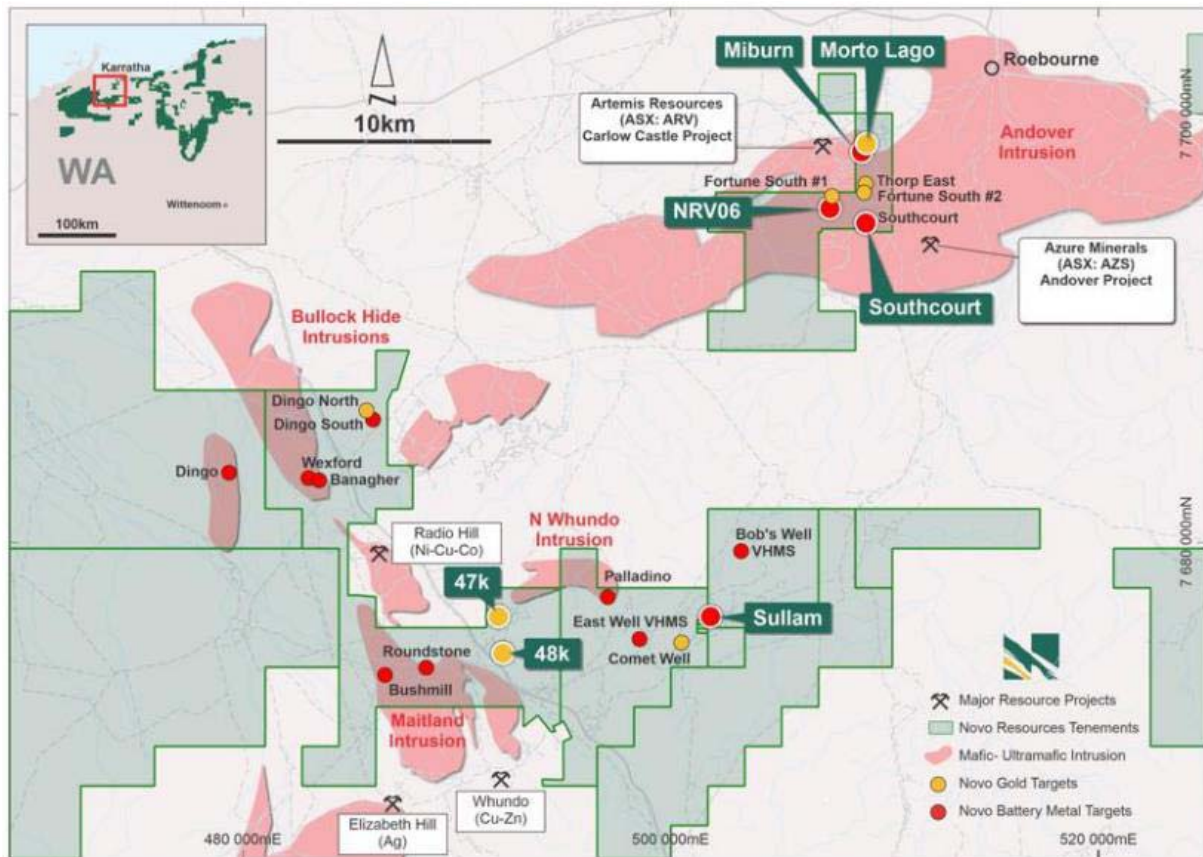 Karratha
WA
Wittenoom
100km
N
10km
Miburn
Morto Lago
Roebourne
Artemis Resources
(ASX: ARV)
Carlow Castle Project
Andover
Intrusion
7 700 000mN
Fortune South #1
Thorp East
Fortune South #2
NRV06
Southcourt
Azure Minerals
(ASX: AZS)
Andover Project
Southcourt
Bullock Hide
Intrusions
Dingo North
Dingo South
Dingo
Wexford
Banagher
Radio Hill
(Ni-Cu-Co)
N Whundo
Intrusion
Bob's Well
VHMS
7 680 000mN
47k
Palladino
East Well VHMS
Sullam
48k
Comet Well
Roundstone
Bushmill
Maitland
Intrusion
Whundo
(Cu-Zn)
Elizabeth Hill
(Ag)
Major Resource Projects
Novo Resources Tenements
Mafic- Ultramafic Intrusion
Novo Gold Targets
Novo Battery Metal Targets
480 000mE
500 000mE
520 000mE